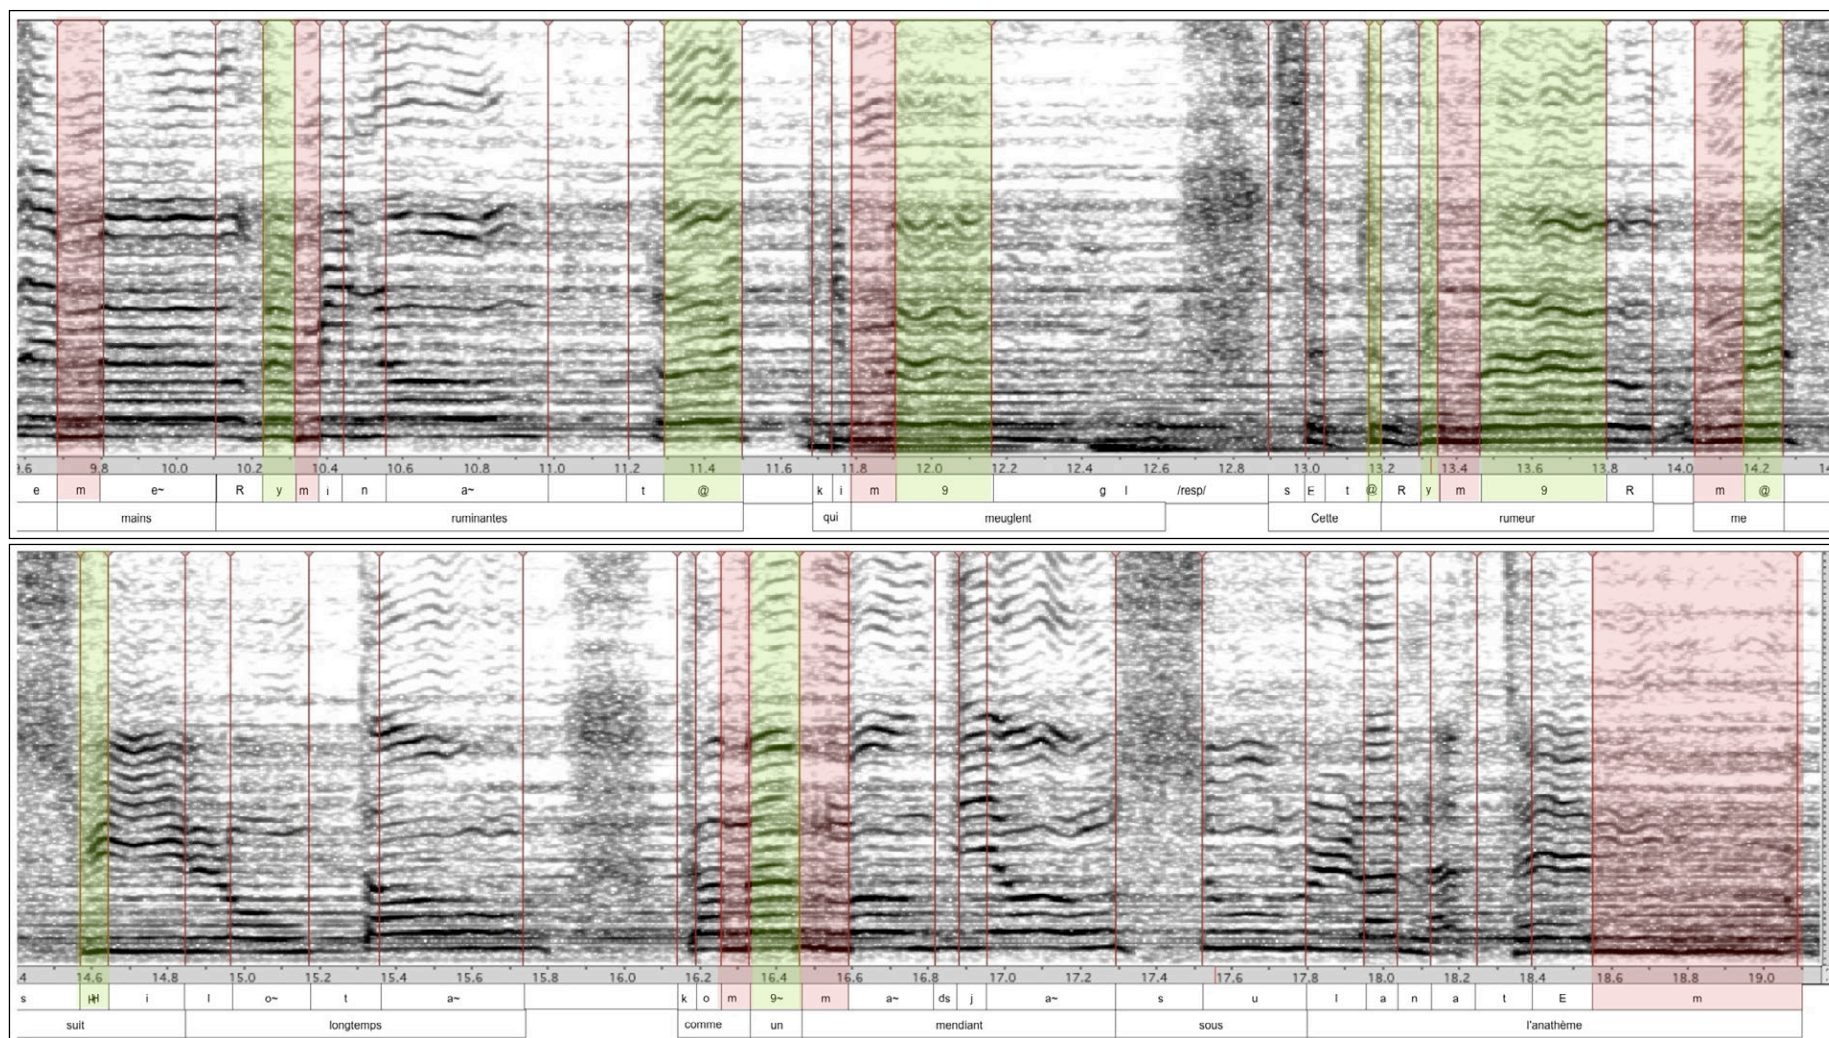 9.6 9.8 10.0 10.2 10.4 10.6 10.8 11.0 11.2 11.4 11.6 11.8 12.0 12.2 12.4 12.6 12.8 13.0 13.2 13.4 13.6 13.8 14.0 14.2 14
e m e~ R y m i n a~ t @ k i m 9 g l /resp/ s E t @ R y m 9 R m @
mains ruminantes qui meuglent Cette rumeur me
4 14.6 14.8 15.0 15.2 15.4 15.6 15.8 16.0 16.2 16.4 16.6 16.8 17.0 17.2 17.4 17.6 17.8 18.0 18.2 18.4 18.6 18.8 19.0
s H i l o~ t a~ k o m 9~ m a~ ds j a~ s u l a n a t E m
suit longtemps comme un mendiant sous l'anathème